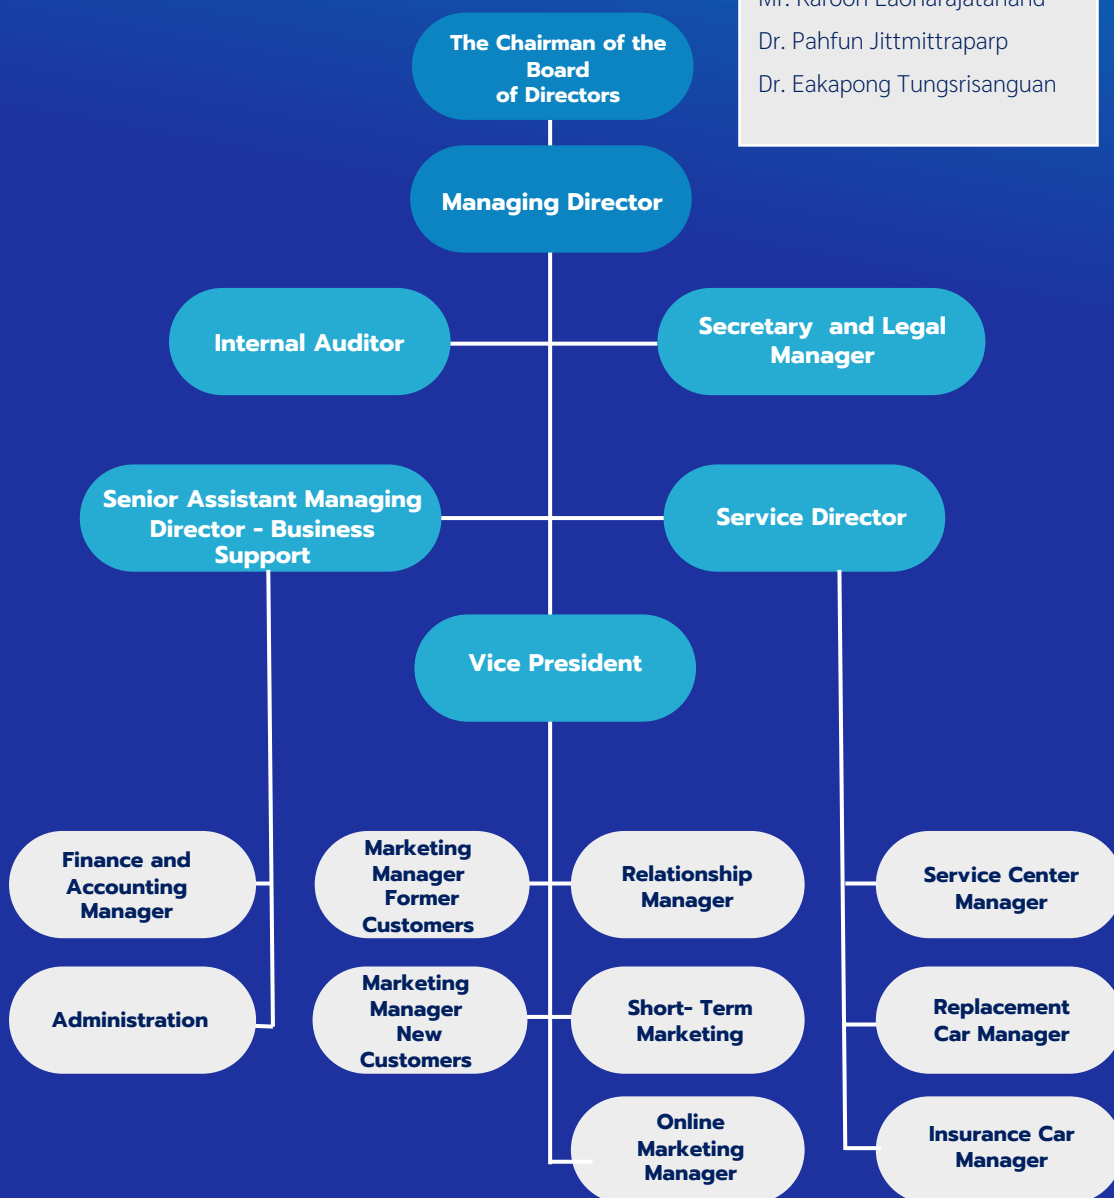 Mr. Karoon Laoharajatanand
Dr. Pahfun Jittmittraparp
Dr. Eakapong Tungsrisanguan
The Chairman of the
Board
of Directors
Managing Director
Internal Auditor
Secretary and Legal
Manager
Senior Assistant Managing
Director - Business
Support
Service Director
Vice President
Finance and
Accounting
Manager
Marketing
Manager
Former
Customers
Relationship
Manager
Service Center
Manager
Administration
Marketing
Manager
New
Customers
Short- Term
Marketing
Replacement
Car Manager
Online
Marketing
Manager
Insurance Car
Manager